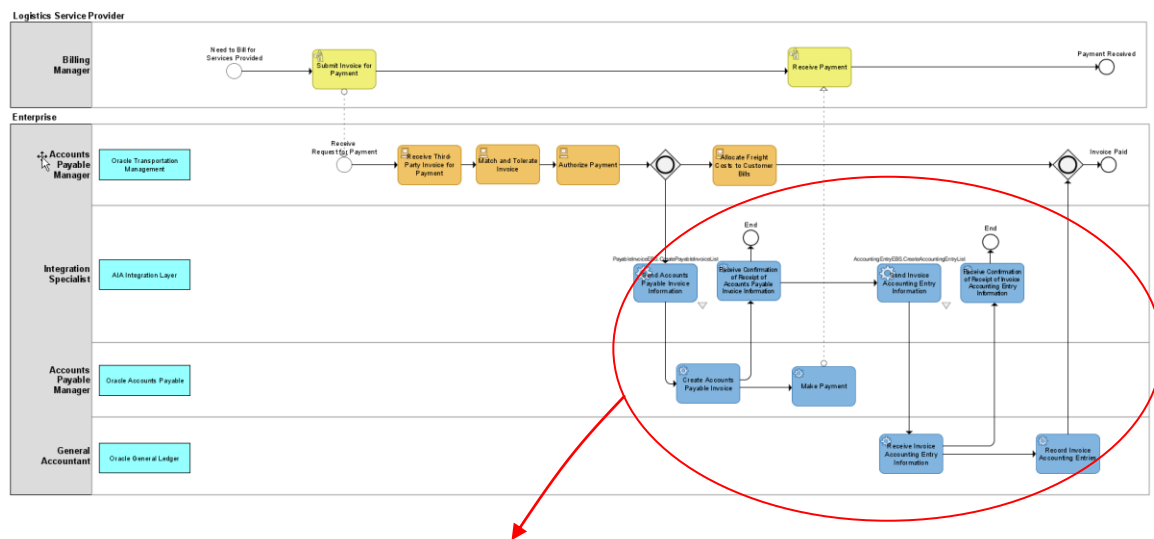 Logistics Service Provider
Billing
Manager
Need to Bill for
Services Provided
Submit Invoice for
Payment
Receive Payment
Payment Received
Enterprise
Accounts
Payable
Manager
Oracle Transportation
Management
Receive
Request for Payment
Receive Third-
Party Invoice for
Payment
Match and Tolerate
Invoice
Authorize Payment
Allocate Freight
Costs to Customer
Bills
Invoice Paid
Integration
Specialist
AIA Integration Layer
PayableInvoiceEBS.CreatePayableInvoiceList
Send Accounts
Payable Invoice
Information
End
Receive Confirmation
of Receipt of
Accounts Payable
Invoice Information
AccountingEntryEBS.CreateAccountingEntryList
Send Invoice
Accounting Entry
Information
End
Receive Confirmation
of Receipt of Invoice
Accounting Entry
Information
Accounts
Payable
Manager
Oracle Accounts Payable
Create Accounts
Payable Invoice
Make Payment
General
Accountant
Oracle General Ledger
Receive Invoice
Accounting Entry
Information
Record Invoice
Accounting Entries